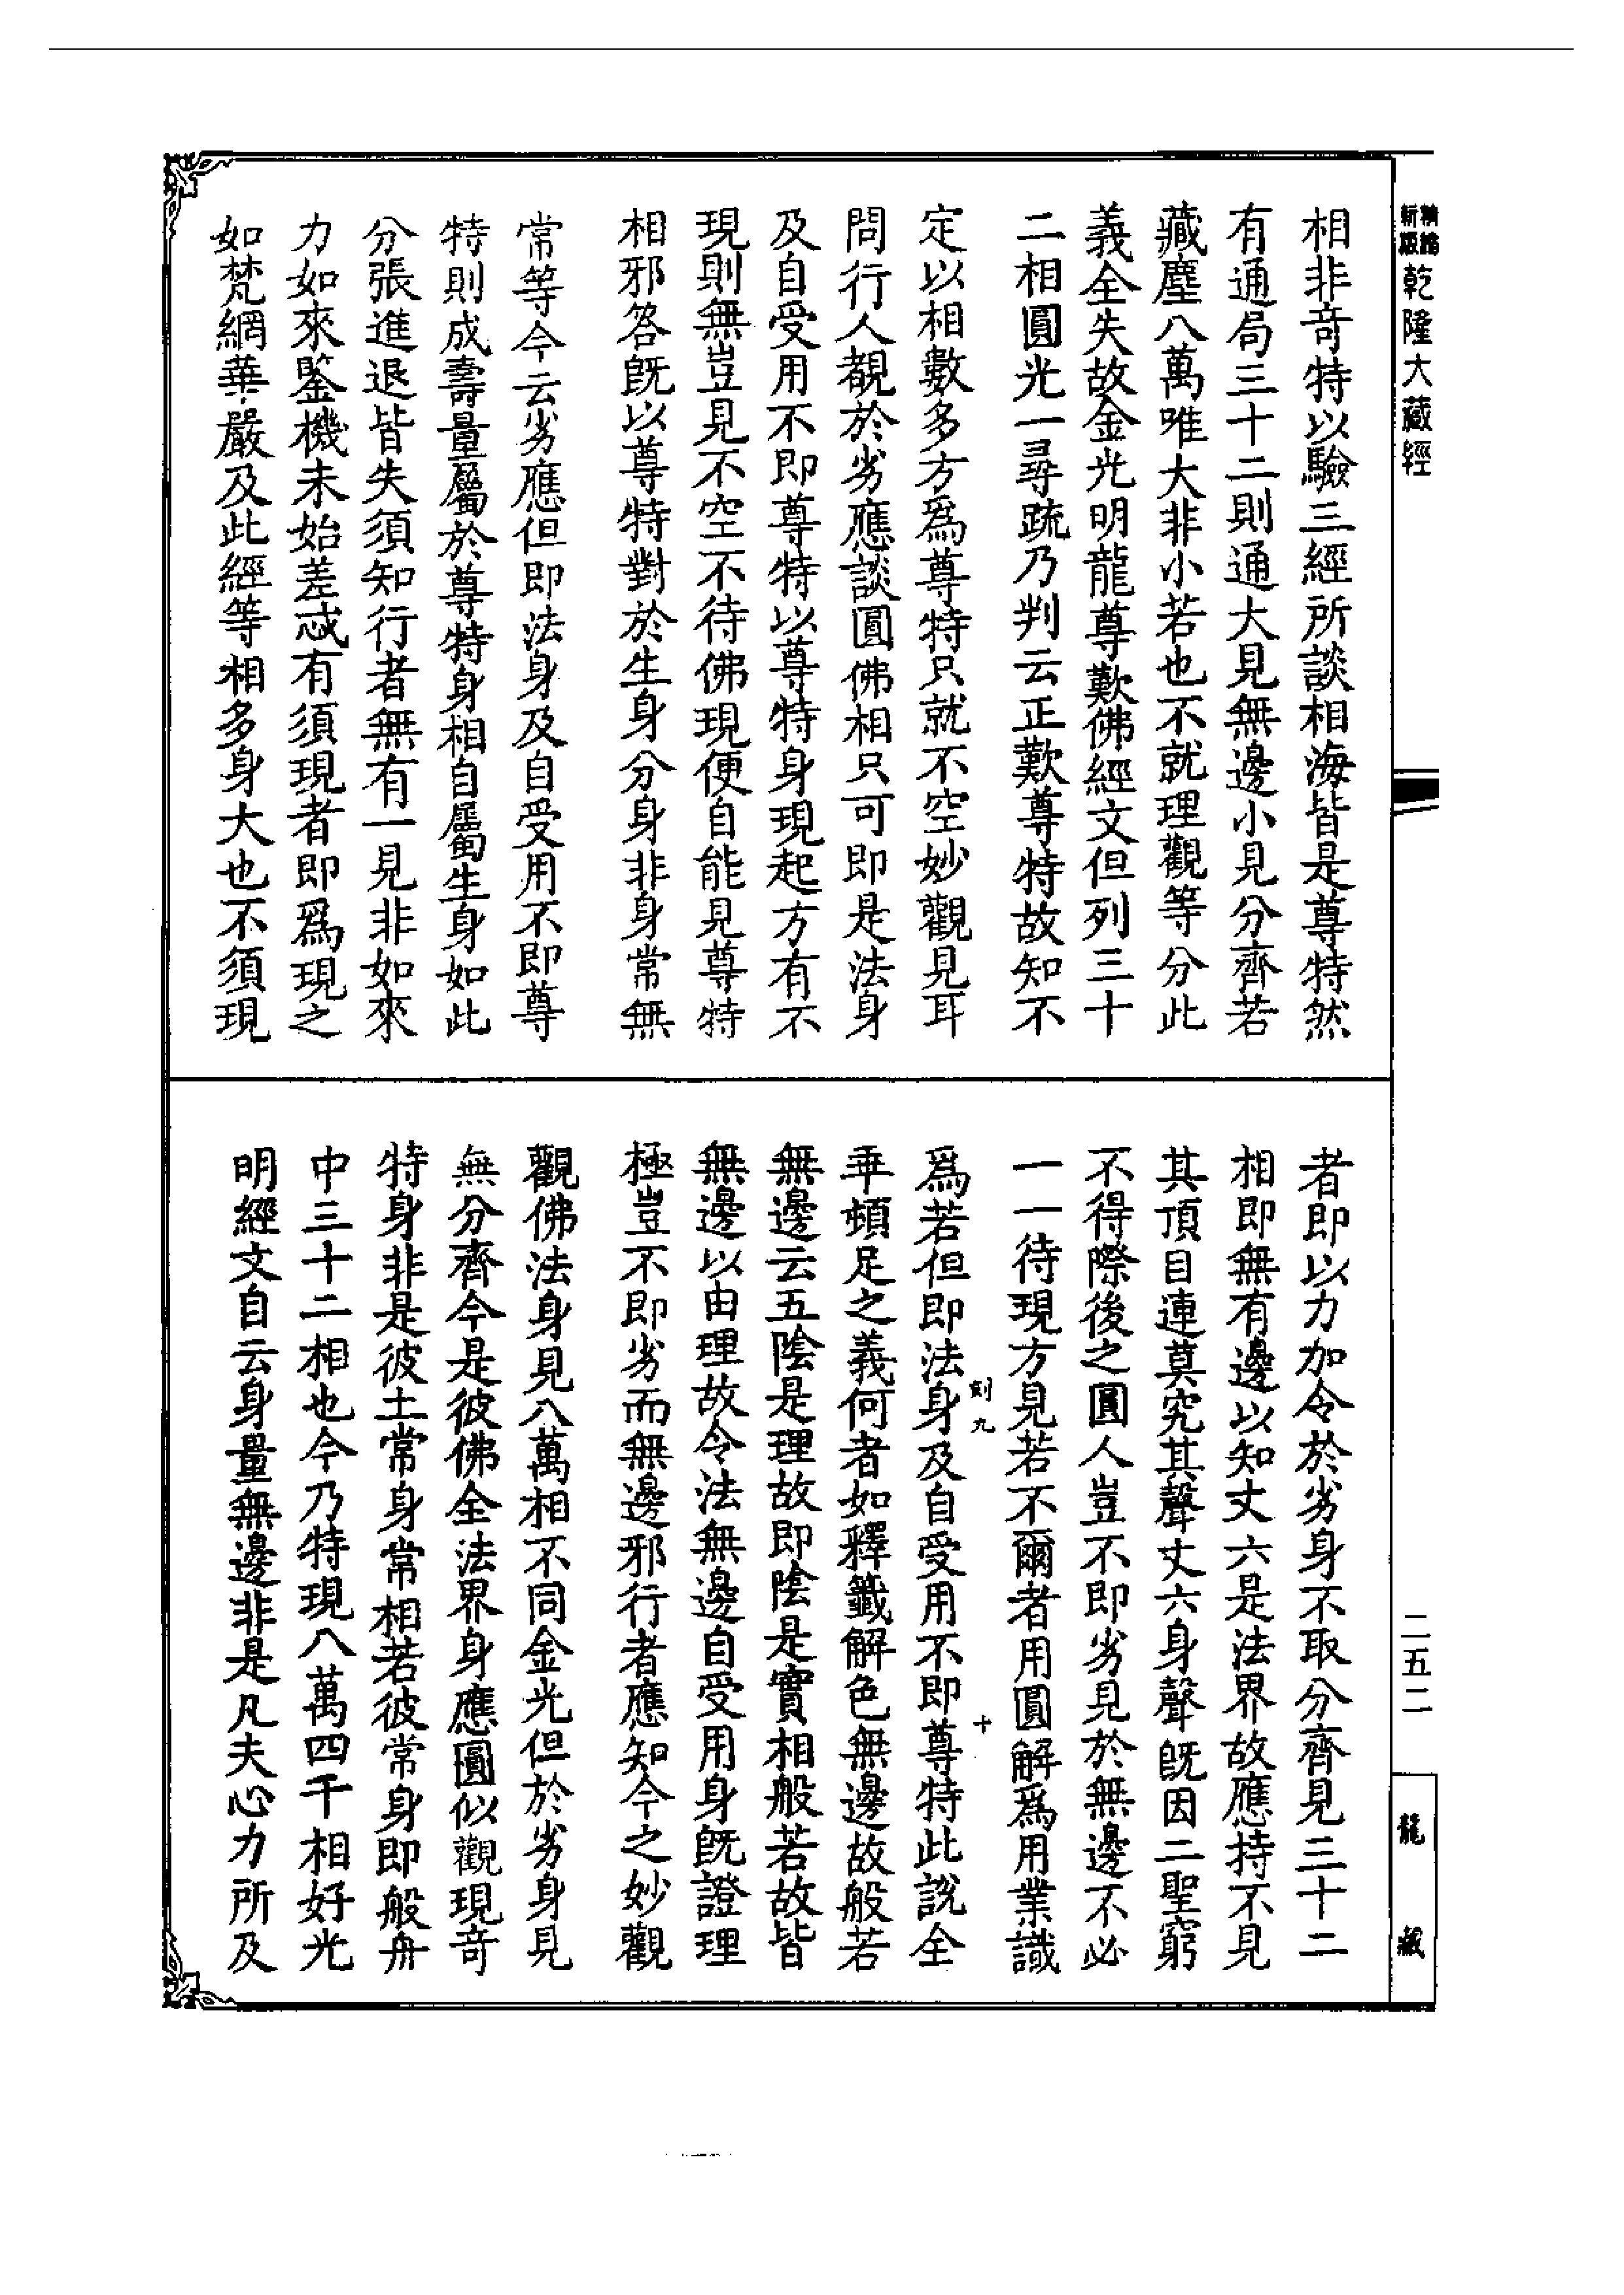 乾隆大藏經
相非奇特以驗三經所談相海皆是尊特然
有通局三十二則通大見無邊小見分齊若
藏塵八萬唯大非小若也不就理觀等分此
義全失故金光明龍尊歎佛經文但列三十
二相圓光一尋疏乃判云正歎尊特故知不
定以相數多方爲尊特只就不空妙觀見耳
問行人覩於劣應談圓佛相只可即是法身
及自受用不即尊特以尊特身現起方有不
現則無豈見不空不待佛現便自能見尊特
相邪答旣以尊特對於生身分身非身常無
常等今云劣應但即法身及自受用不即尊
特則成壽量屬於尊特身相自屬生身如此
分張進退皆失須知行者無有一見非如來
力如來鑒機未始差忒有須現者即爲現之
如梵網華嚴及此經等相多身大也不須現
者即以力加令於劣身不取分齊見三十二
相即無有邊以知丈六是法界故應持不見
其頂目連莫究其聲丈六身聲旣因二聖窮
不得際後之圓人豈不即劣見於無邊不必
一一待現方見若不爾者用圓解爲用業識
爲若但即法身及自受用不即尊特此說全
乖頓足之義何者如釋籤解色無邊故般若
無邊云五陰是理故即陰是實相般若故皆
無邊以由理故令法無邊自受用身旣證理
極豈不即劣而無邊邪行者應知今之妙觀
觀佛法身見八萬相不同金光但於劣身見
無分齊今是彼佛全法界身應圓似觀現奇
特身非是彼土常身常相若彼常身即般舟
中三十二相也今乃特現八萬四千相好光
明經文自云身量無邊非是凡夫心力所及
刻九
十
二五二
龍藏